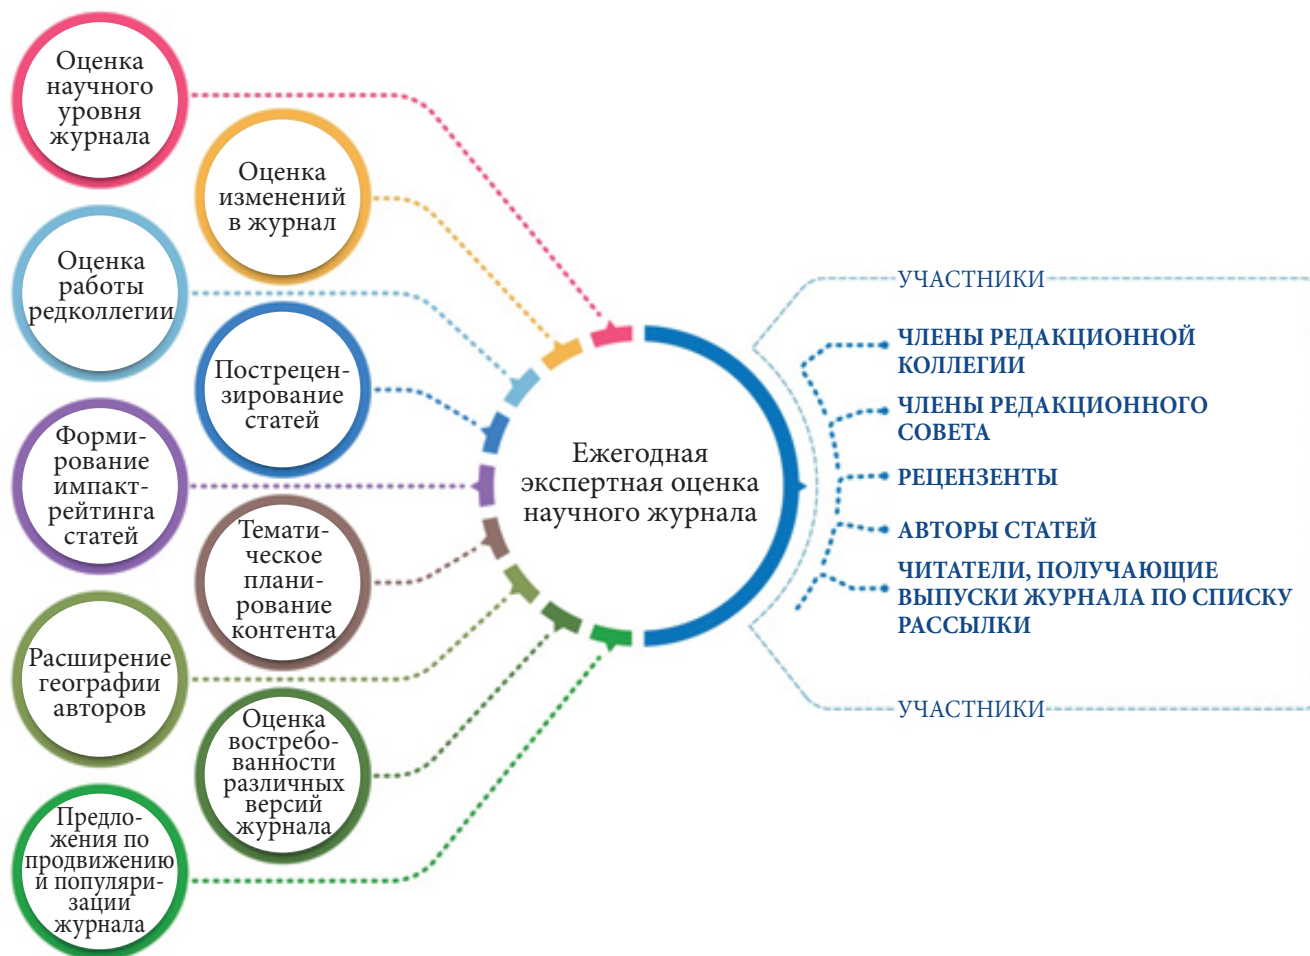 Оценка
научного
уровня
журнала
Оценка
изменений
в журнал
Оценка
работы
редколлегии
Пострецен-
зирование
статей
Форми-
рование
импакт-
рейтинга
статей
Темати-
ческое
плани-
рование
контента
Расширение
географии
авторов
Оценка
востребо-
ванности
различных
версий
журнала
Предло-
жения по
продвижению
и популяри-
зации
журнала
Ежегодная
экспертная оценка
научного журнала
УЧАСТНИКИ
ЧЛЕНЫ РЕДАКЦИОННОЙ
КОЛЛЕГИИ
ЧЛЕНЫ РЕДАКЦИОННОГО
СОВЕТА
РЕЦЕНЗЕНТЫ
АВТОРЫ СТАТЕЙ
ЧИТАТЕЛИ, ПОЛУЧАЮЩИЕ
ВЫПУСКИ ЖУРНАЛА ПО СПИСКУ
РАССЫЛКИ
УЧАСТНИКИ